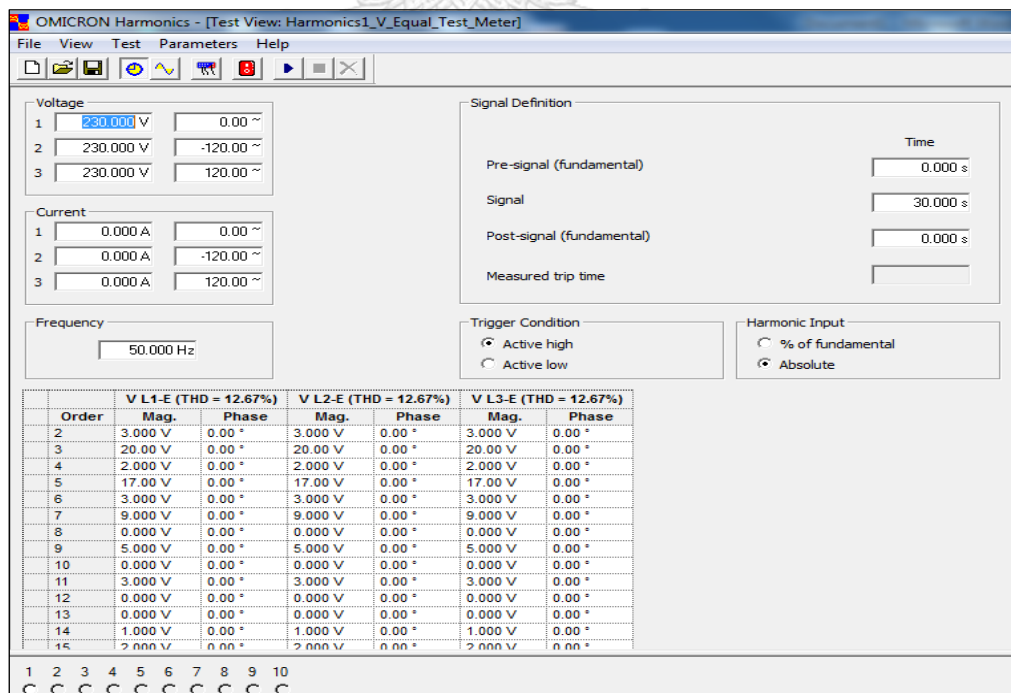 OMICRON Harmonics - [Test View: Harmonics1_V_Equal_Test_Meter]
File View Test Parameters Help
Voltage
1 230.000 V 0.00 ~
2 230.000 V -120.00 ~
3 230.000 V 120.00 ~
Current
1 0.000 A 0.00 ~
2 0.000 A -120.00 ~
3 0.000 A 120.00 ~
Frequency
50.000 Hz
Signal Definition
Time
Pre-signal (fundamental) 0.000 s
Signal 30.000 s
Post-signal (fundamental) 0.000 s
Measured trip time
Trigger Condition
Active high
Active low
Harmonic Input
% of fundamental
Absolute
V L1-E (THD = 12.67%) V L2-E (THD = 12.67%) V L3-E (THD = 12.67%)
Order Mag. Phase Mag. Phase Mag. Phase
2 3.000 V 0.00 ° 3.000 V 0.00 ° 3.000 V 0.00 °
3 20.00 V 0.00 ° 20.00 V 0.00 ° 20.00 V 0.00 °
4 2.000 V 0.00 ° 2.000 V 0.00 ° 2.000 V 0.00 °
5 17.00 V 0.00 ° 17.00 V 0.00 ° 17.00 V 0.00 °
6 3.000 V 0.00 ° 3.000 V 0.00 ° 3.000 V 0.00 °
7 9.000 V 0.00 ° 9.000 V 0.00 ° 9.000 V 0.00 °
8 0.000 V 0.00 ° 0.000 V 0.00 ° 0.000 V 0.00 °
9 5.000 V 0.00 ° 5.000 V 0.00 ° 5.000 V 0.00 °
10 0.000 V 0.00 ° 0.000 V 0.00 ° 0.000 V 0.00 °
11 3.000 V 0.00 ° 3.000 V 0.00 ° 3.000 V 0.00 °
12 0.000 V 0.00 ° 0.000 V 0.00 ° 0.000 V 0.00 °
13 0.000 V 0.00 ° 0.000 V 0.00 ° 0.000 V 0.00 °
14 1.000 V 0.00 ° 1.000 V 0.00 ° 1.000 V 0.00 °
15 2.000 V 0.00 ° 2.000 V 0.00 ° 2.000 V 0.00 °
1 2 3 4 5 6 7 8 9 10